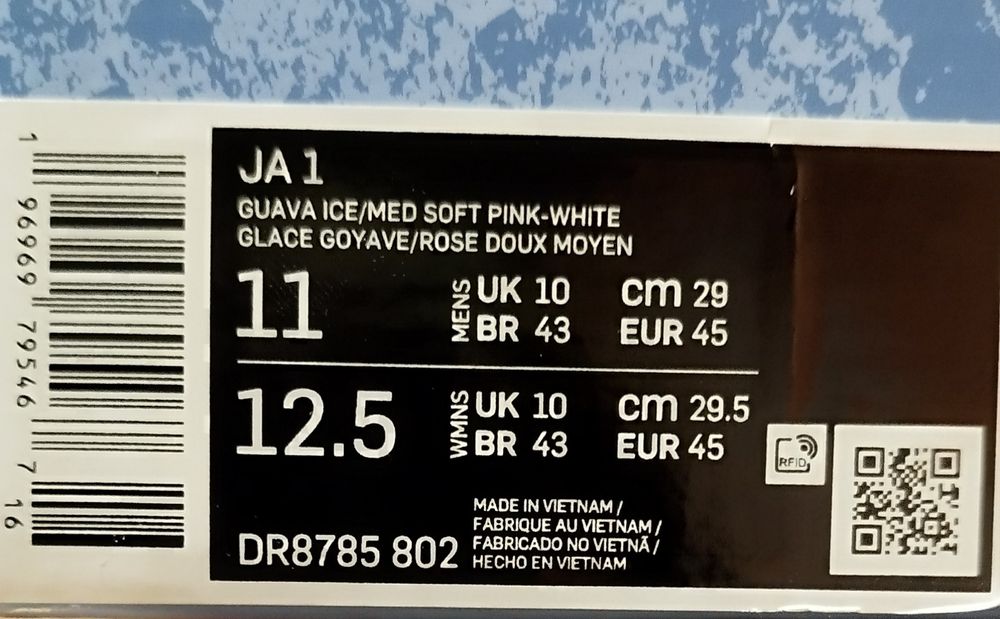 JA 1
GUAVA ICE/MED SOFT PINK-WHITE
GLACE GOYAVE/ROSE DOUX MOYEN
11 MENS UK 10 cm 29
BR 43 EUR 45
12.5 WMNS UK 10 cm 29.5
BR 43 EUR 45
RFID
DR8785 802
MADE IN VIETNAM /
FABRIQUE AU VIETNAM /
FABRICADO NO VIETNÃ /
HECHO EN VIETNAM
1 96969 79546 7 16